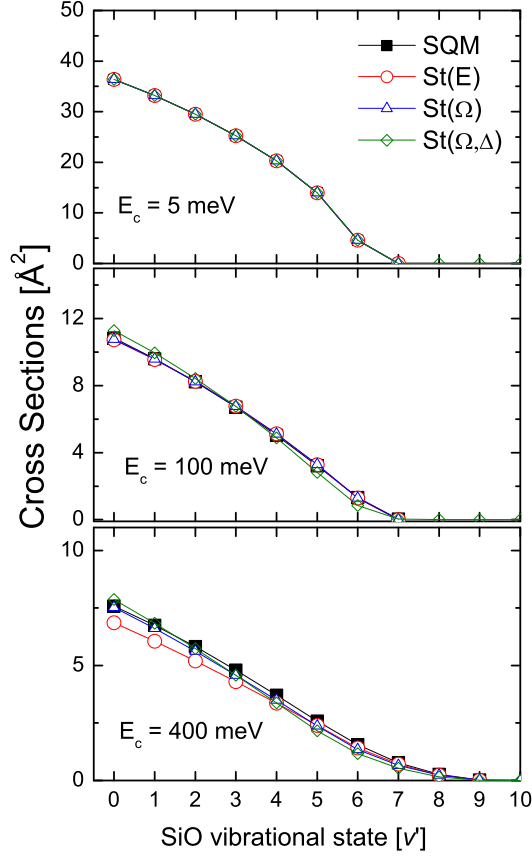 Cross Sections [Å²]
50
40
30
20
10
0
SQM
St(E)
St(Ω)
St(Ω,Δ)
E_c = 5 meV
12
8
4
0
E_c = 100 meV
10
5
0
E_c = 400 meV
0 1 2 3 4 5 6 7 8 9 10
SiO vibrational state [v']